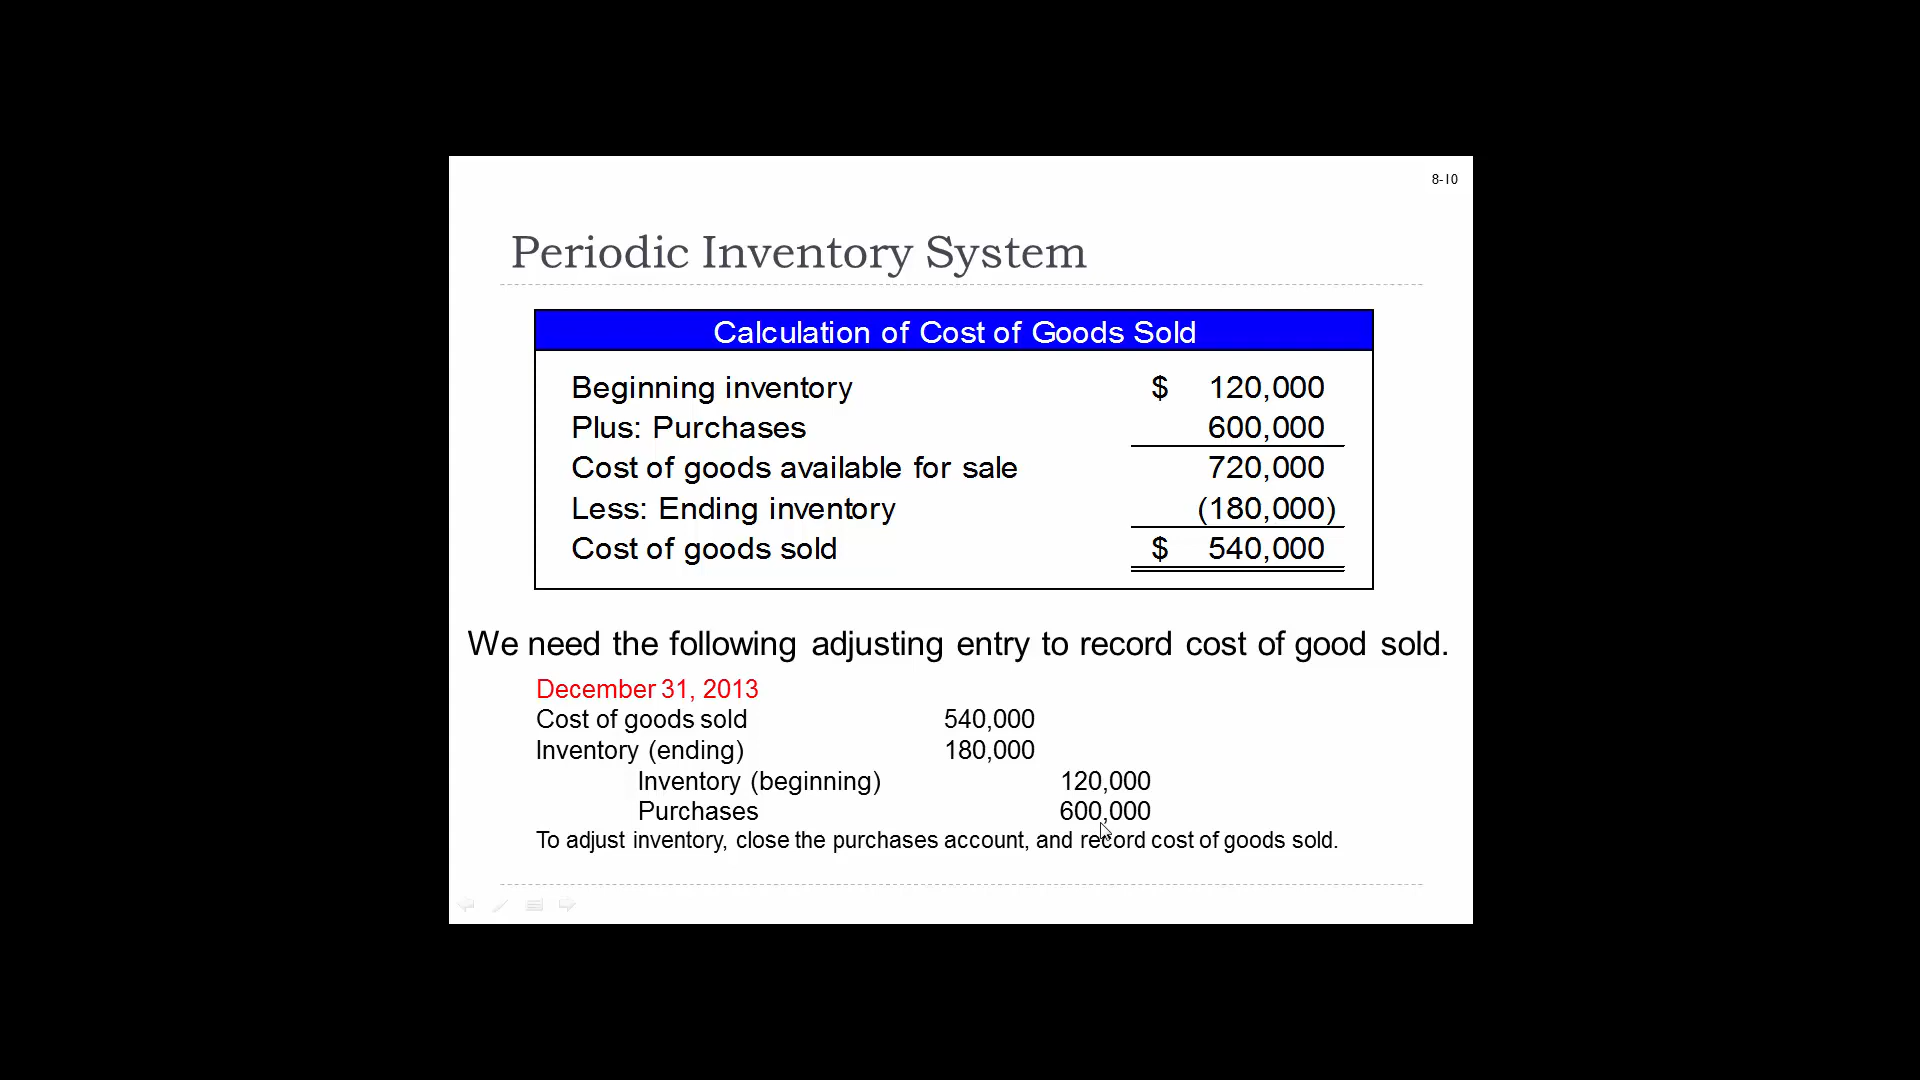 8-10
Periodic Inventory System
Calculation of Cost of Goods Sold
Beginning inventory $ 120,000
Plus: Purchases 600,000
Cost of goods available for sale 720,000
Less: Ending inventory (180,000)
Cost of goods sold $ 540,000
We need the following adjusting entry to record cost of good sold.
December 31, 2013
Cost of goods sold 540,000
Inventory (ending) 180,000
Inventory (beginning) 120,000
Purchases 600,000
To adjust inventory, close the purchases account, and record cost of goods sold.